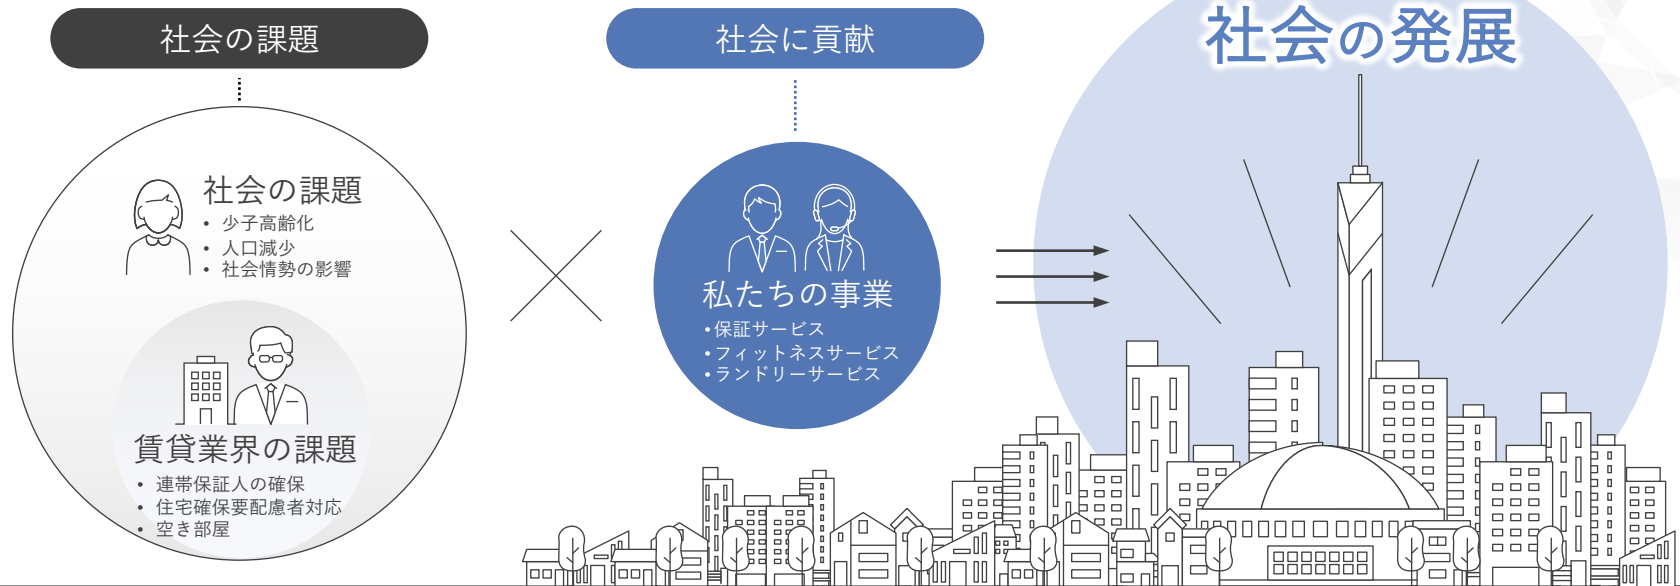 社会の課題
社会の課題
• 少子高齢化
• 人口減少
• 社会情勢の影響
賃貸業界の課題
• 連帯保証人の確保
• 住宅確保要配慮者対応
• 空き部屋
社会に貢献
私たちの事業
•保証サービス
•フィットネスサービス
•ランドリーサービス
社会の発展